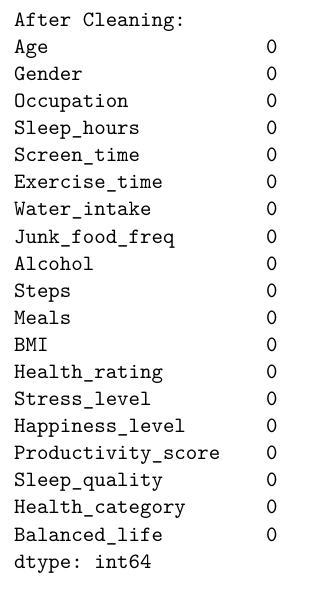 After Cleaning:
Age 0
Gender 0
Occupation 0
Sleep_hours 0
Screen_time 0
Exercise_time 0
Water_intake 0
Junk_food_freq 0
Alcohol 0
Steps 0
Meals 0
BMI 0
Health_rating 0
Stress_level 0
Happiness_level 0
Productivity_score 0
Sleep_quality 0
Health_category 0
Balanced_life 0
dtype: int64